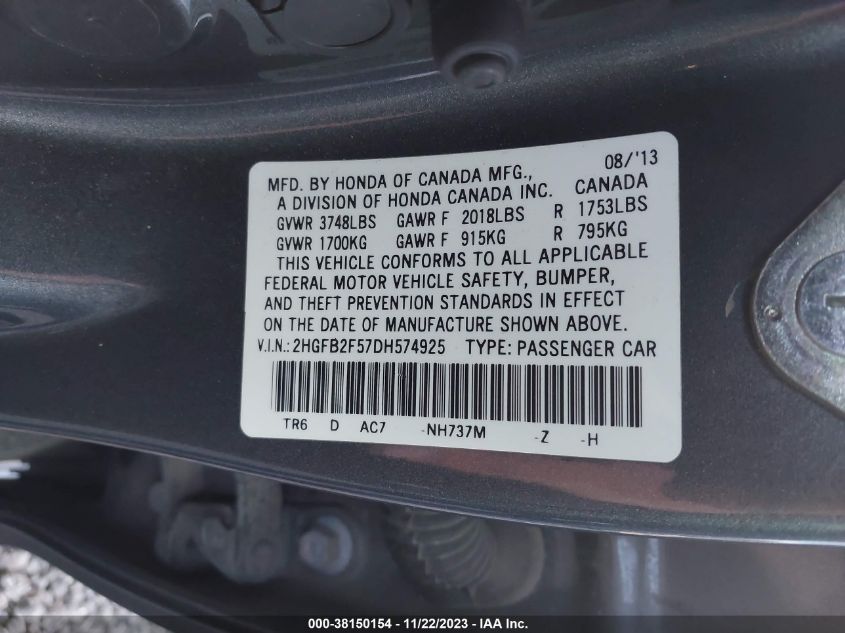 08/'13
MFD. BY HONDA OF CANADA MFG.,
A DIVISION OF HONDA CANADA INC. CANADA
GVWR 3748LBS GAWR F 2018LBS R 1753LBS
GVWR 1700KG GAWR F 915KG R 795KG
THIS VEHICLE CONFORMS TO ALL APPLICABLE
FEDERAL MOTOR VEHICLE SAFETY, BUMPER,
AND THEFT PREVENTION STANDARDS IN EFFECT
ON THE DATE OF MANUFACTURE SHOWN ABOVE.
V.I.N.: 2HGFB2F57DH574925 TYPE: PASSENGER CAR
TR6 D AC7 -NH737M -Z -H
000-38150154 - 11/22/2023 - IAA Inc.